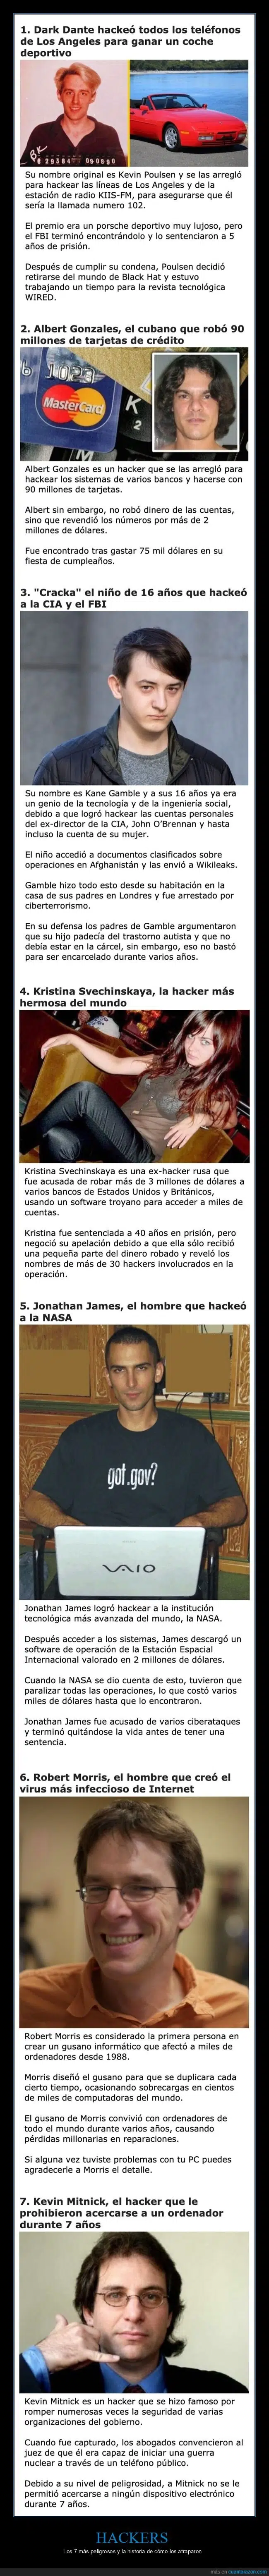 1. Dark Dante hackeó todos los teléfonos
de Los Angeles para ganar un coche
deportivo
Su nombre original es Kevin Poulsen y se las arregló
para hackear las líneas de Los Angeles y de la
estación de radio KIIS-FM, para asegurarse que él
sería la llamada numero 102.
El premio era un porsche deportivo muy lujoso, pero
el FBI terminó encontrándolo y lo sentenciaron a 5
años de prisión.
Después de cumplir su condena, Poulsen decidió
retirarse del mundo de Black Hat y estuvo
trabajando un tiempo para la revista tecnológica
WIRED.
2. Albert Gonzales, el cubano que robó 90
millones de tarjetas de crédito
MasterCard
Albert Gonzales es un hacker que se las arregló para
hackear los sistemas de varios bancos y hacerse con
90 millones de tarjetas.
Albert sin embargo, no robó dinero de las cuentas,
sino que revendió los números por más de 2
millones de dólares.
Fue encontrado tras gastar 75 mil dólares en su
fiesta de cumpleaños.
3. "Cracka" el niño de 16 años que hackeó
a la CIA y el FBI
Su nombre es Kane Gamble y a sus 16 años ya era
un genio de la tecnología y de la ingeniería social,
debido a que logró hackear las cuentas personales
del ex-director de la CIA, John O'Brennan y hasta
incluso la cuenta de su mujer.
El niño accedió a documentos clasificados sobre
operaciones en Afghanistán y las envió a Wikileaks.
Gamble hizo todo esto desde su habitación en la
casa de sus padres en Londres y fue arrestado por
ciberterrorismo.
En su defensa los padres de Gamble argumentaron
que su hijo padecía del trastorno autista y que no
debía estar en la cárcel, sin embargo, eso no bastó
para ser encarcelado durante varios años.
4. Kristina Svechinskaya, la hacker más
hermosa del mundo
Kristina Svechinskaya es una ex-hacker rusa que
fue acusada de robar más de 3 millones de dólares a
varios bancos de Estados Unidos y Británicos,
usando un software troyano para acceder a miles de
cuentas.
Kristina fue sentenciada a 40 años en prisión, pero
negoció su apelación debido a que ella sólo recibió
una pequeña parte del dinero robado y reveló los
nombres de más de 30 hackers involucrados en la
operación.
5. Jonathan James, el hombre que hackeó
a la NASA
got.gov?
VAIO
Jonathan James logró hackear a la institución
tecnológica más avanzada del mundo, la NASA.
Después acceder a los sistemas, James descargó un
software de operación de la Estación Espacial
Internacional valorado en 2 millones de dólares.
Cuando la NASA se dio cuenta de esto, tuvieron que
paralizar todas las operaciones, lo que costó varios
miles de dólares hasta que lo encontraron.
Jonathan James fue acusado de varios ciberataques
y terminó quitándose la vida antes de tener una
sentencia.
6. Robert Morris, el hombre que creó el
virus más infeccioso de Internet
Robert Morris es considerado la primera persona en
crear un gusano informático que afectó a miles de
ordenadores desde 1988.
Morris diseñó el gusano para que se duplicara cada
cierto tiempo, ocasionando sobrecargas en cientos
de miles de computadoras del mundo.
El gusano de Morris convivió con ordenadores de
todo el mundo durante varios años, causando
pérdidas millonarias en reparaciones.
Si alguna vez tuviste problemas con tu PC puedes
agradecerle a Morris el detalle.
7. Kevin Mitnick, el hacker que le
prohibieron acercarse a un ordenador
durante 7 años
Kevin Mitnick es un hacker que se hizo famoso por
romper numerosas veces la seguridad de varias
organizaciones del gobierno.
Cuando fue capturado, los abogados convencieron al
juez de que él era capaz de iniciar una guerra
nuclear a través de un teléfono público.
Debido a su nivel de peligrosidad, a Mitnick no se le
permitió acercarse a ningún dispositivo electrónico
durante 7 años.
HACKERS
Los 7 más peligrosos y la historia de cómo los atraparon
más en cuantarazon.com